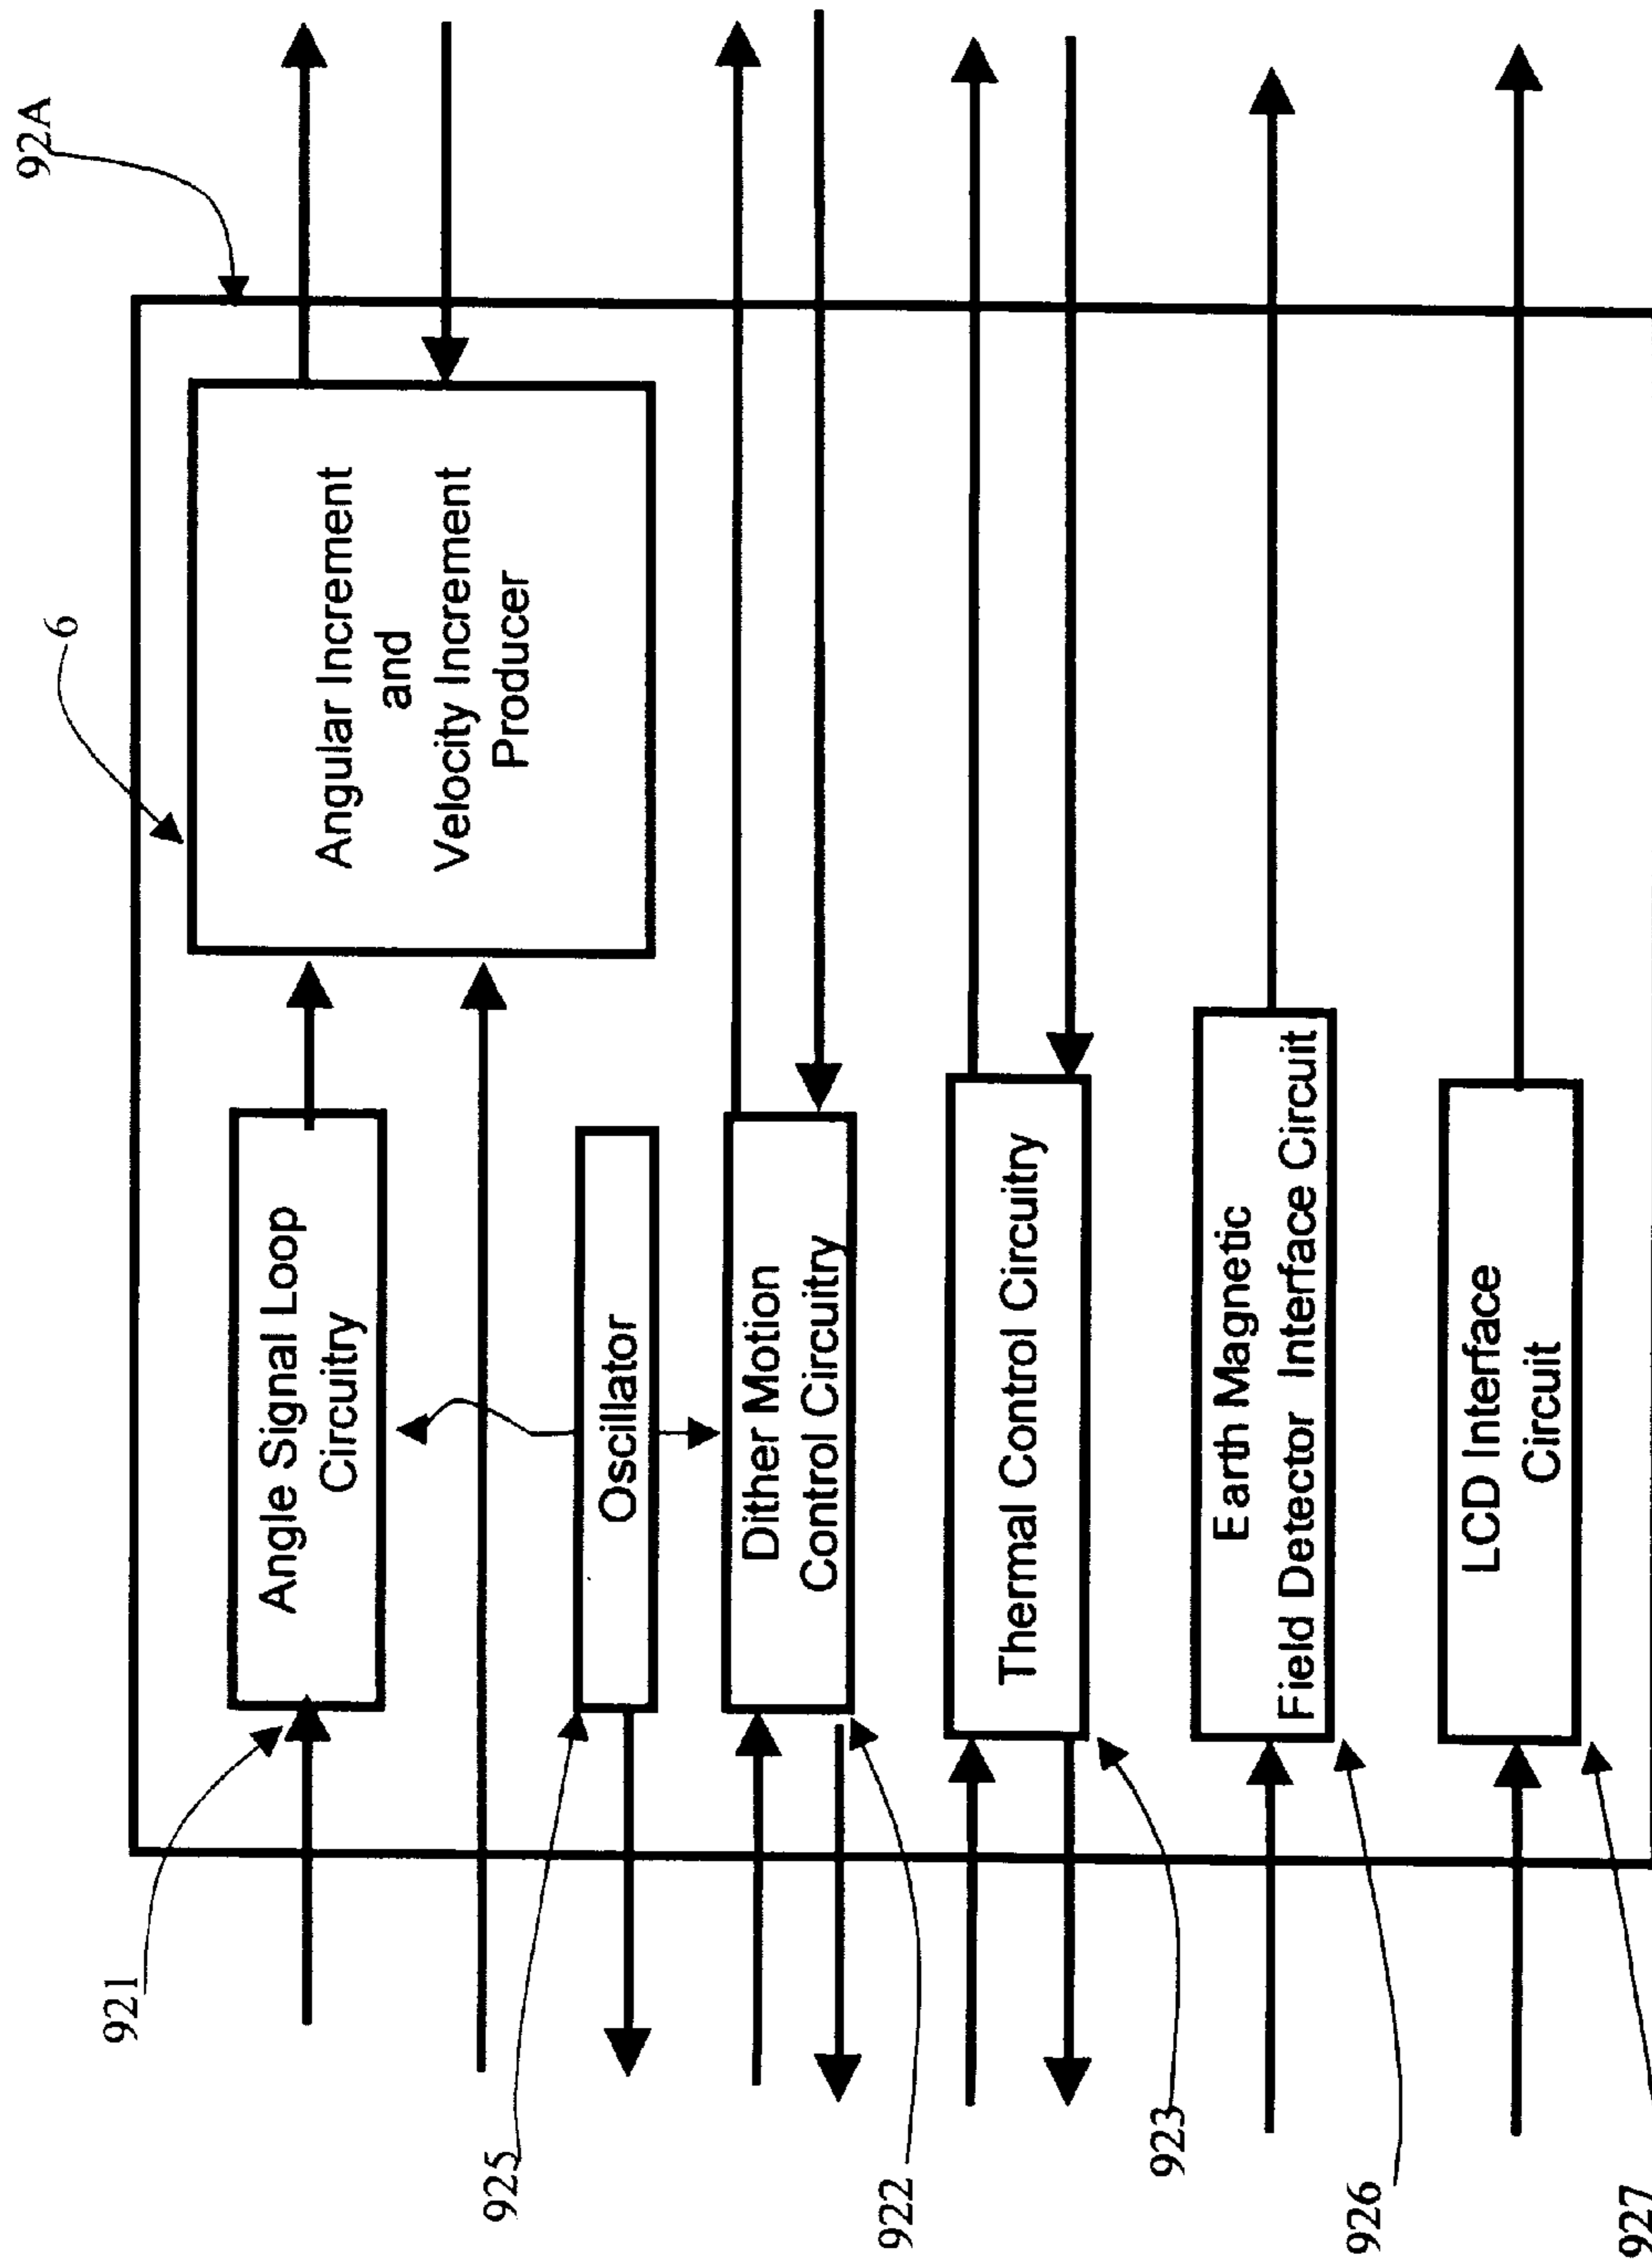 92A
6
Angular Increment
and
Velocity Increment
Producer
921
Angle Signal Loop
Circuitry
925
Oscillator
922
Dither Motion
Control Circuitry
923
Thermal Control Circuitry
926
Earth Magnetic
Field Detector Interface Circuit
927
LCD Interface
Circuit